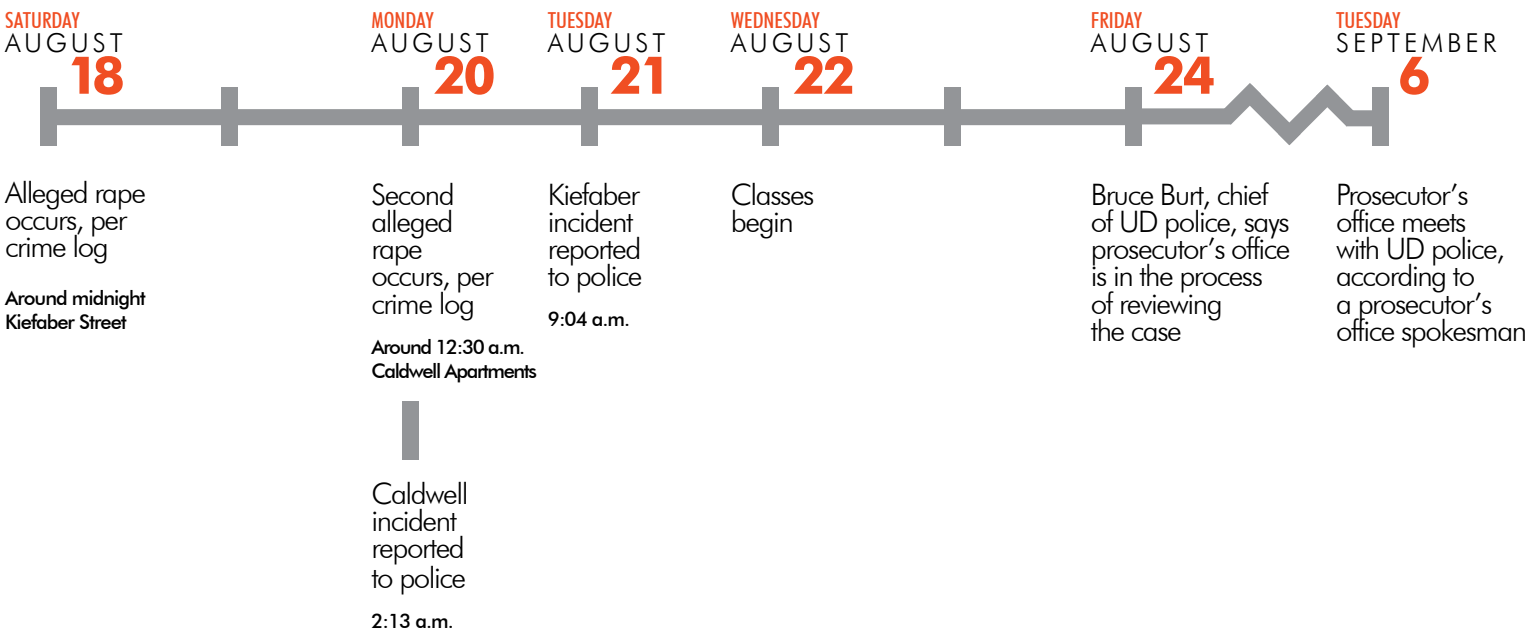 SATURDAY
AUGUST
18
Alleged rape
occurs, per
crime log
Around midnight
Kiefaber Street
MONDAY
AUGUST
20
Second
alleged
rape
occurs, per
crime log
Around 12:30 a.m.
Caldwell Apartments
Caldwell
incident
reported
to police
2:13 a.m.
TUESDAY
AUGUST
21
Kiefaber
incident
reported
to police
9:04 a.m.
WEDNESDAY
AUGUST
22
Classes
begin
FRIDAY
AUGUST
24
Bruce Burt, chief
of UD police, says
prosecutor's office
is in the process
of reviewing
the case
TUESDAY
SEPTEMBER
6
Prosecutor's
office meets
with UD police,
according to
a prosecutor's
office spokesman